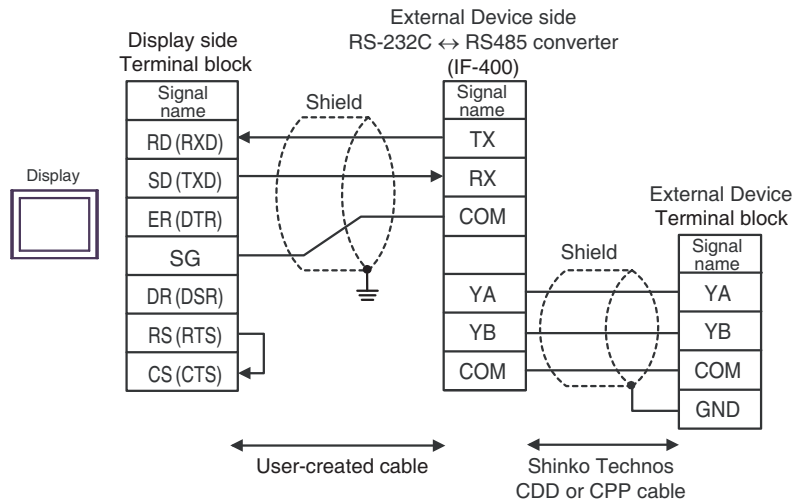 External Device side
RS-232C ↔ RS485 converter
(IF-400)
Display side
Terminal block
Signal
name
RD (RXD)
SD (TXD)
ER (DTR)
SG
DR (DSR)
RS (RTS)
CS (CTS)
Display
Shield
Signal
name
TX
RX
COM
YA
YB
COM
Shield
External Device
Terminal block
Signal
name
YA
YB
COM
GND
User-created cable
Shinko Technos
CDD or CPP cable